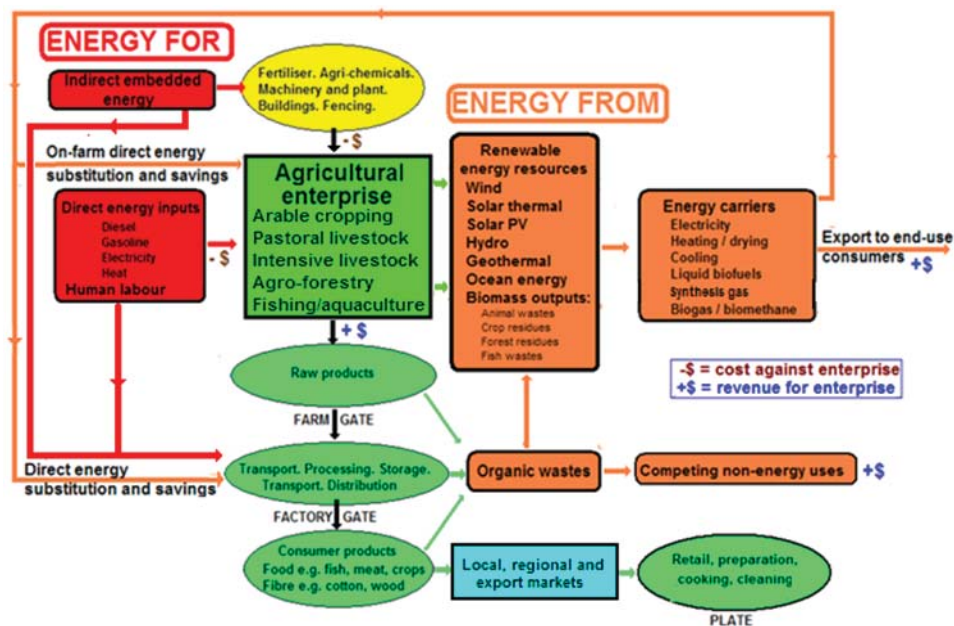 ENERGY FOR
Indirect embedded
energy
Fertiliser. Agri-chemicals.
Machinery and plant.
Buildings. Fencing.
ENERGY FROM
-$
On-farm direct energy
substitution and savings
Agricultural
enterprise
Arable cropping
Pastoral livestock
Intensive livestock
Agro-forestry
Fishing/aquaculture
Direct energy inputs
Diesel
Gasoline
Electricity
Heat
Human labour
-$
Renewable
energy resources
Wind
Solar thermal
Solar PV
Hydro
Geothermal
Ocean energy
Biomass outputs:
Animal wastes
Crop residues
Forest residues
Fish wastes
Energy carriers
Electricity
Heating / drying
Cooling
Liquid biofuels
Synthesis gas
Biogas / biomethane
Export to end-use
consumers
+$
+$
Raw products
-$ = cost against enterprise
+$ = revenue for enterprise
FARM GATE
Direct energy
substitution and savings
Transport. Processing. Storage.
Transport. Distribution
Organic wastes
Competing non-energy uses
+$
FACTORY GATE
Consumer products
Food e.g. fish, meat, crops
Fibre e.g. cotton, wood
Local, regional and
export markets
Retail, preparation,
cooking, cleaning
PLATE